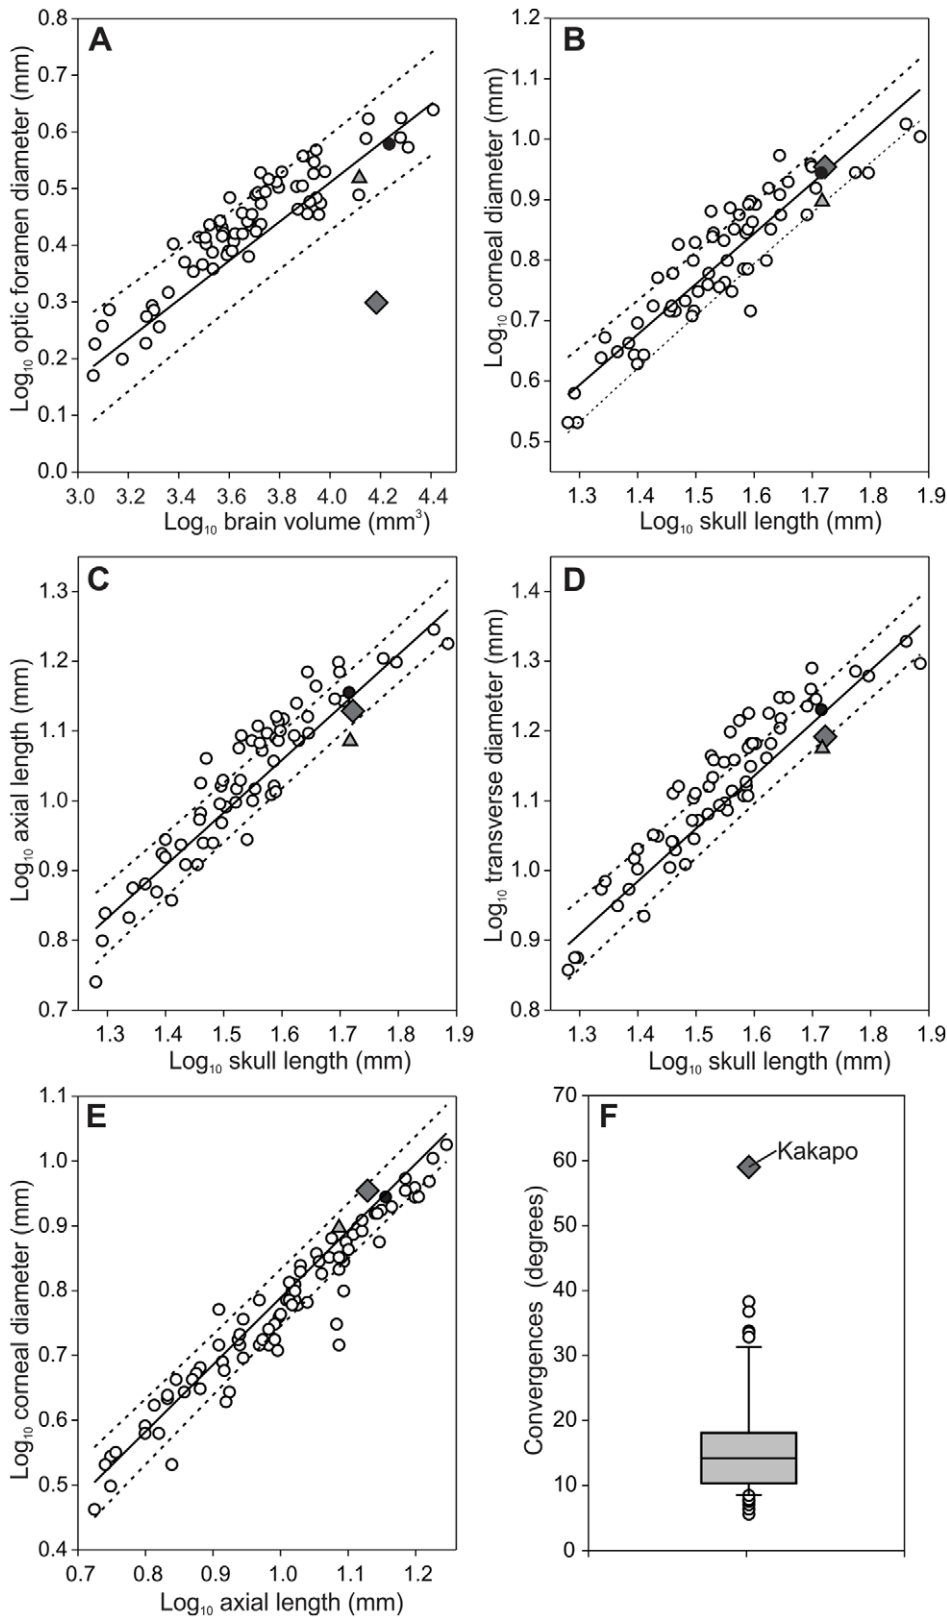 A
Log₁₀ optic foramen diameter (mm)
0.8
0.7
0.6
0.5
0.4
0.3
0.2
0.1
0.0
3.0 3.2 3.4 3.6 3.8 4.0 4.2 4.4
Log₁₀ brain volume (mm³)
B
Log₁₀ corneal diameter (mm)
1.2
1.1
1.0
0.9
0.8
0.7
0.6
0.5
1.3 1.4 1.5 1.6 1.7 1.8 1.9
Log₁₀ skull length (mm)
C
Log₁₀ axial length (mm)
1.3
1.2
1.1
1.0
0.9
0.8
0.7
1.3 1.4 1.5 1.6 1.7 1.8 1.9
Log₁₀ skull length (mm)
D
Log₁₀ transverse diameter (mm)
1.4
1.3
1.2
1.1
1.0
0.9
0.8
1.3 1.4 1.5 1.6 1.7 1.8 1.9
Log₁₀ skull length (mm)
E
Log₁₀ corneal diameter (mm)
1.1
1.0
0.9
0.8
0.7
0.6
0.5
0.4
0.7 0.8 0.9 1.0 1.1 1.2
Log₁₀ axial length (mm)
F
Convergences (degrees)
70
60
50
40
30
20
10
0
Kakapo